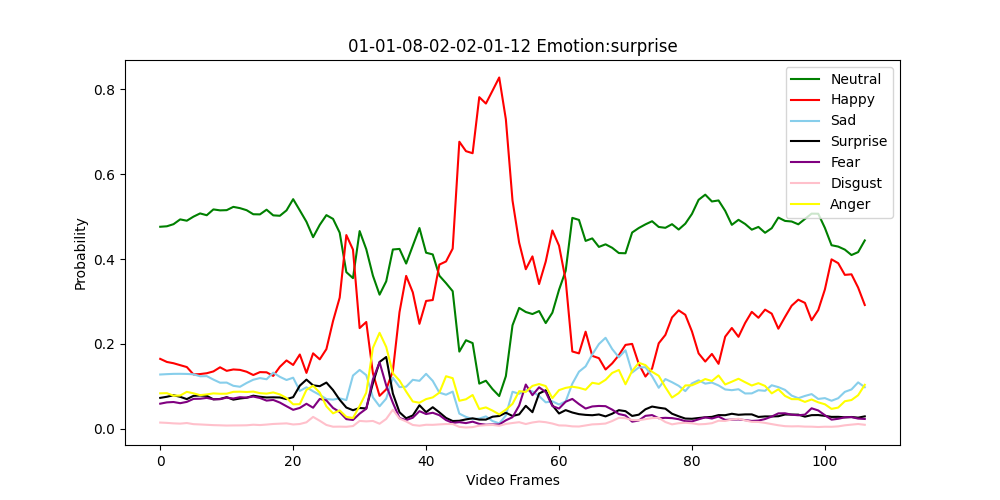 01-01-08-02-02-01-12 Emotion:surprise
Probability
0.8
0.6
0.4
0.2
0.0
0 20 40 60 80 100
Video Frames
Neutral
Happy
Sad
Surprise
Fear
Disgust
Anger